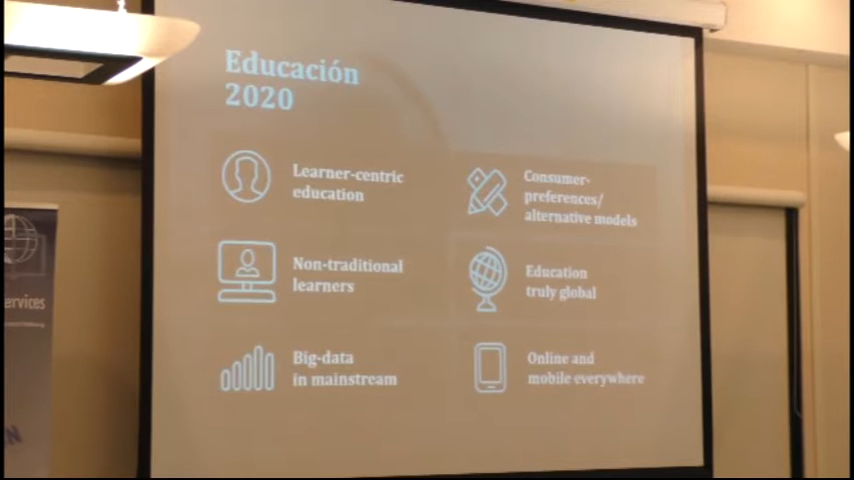 Educación
2020
Learner-centric
education
Consumer-
preferences/
alternative models
Non-traditional
learners
Education
truly global
Big-data
in mainstream
Online and
mobile everywhere
ervices